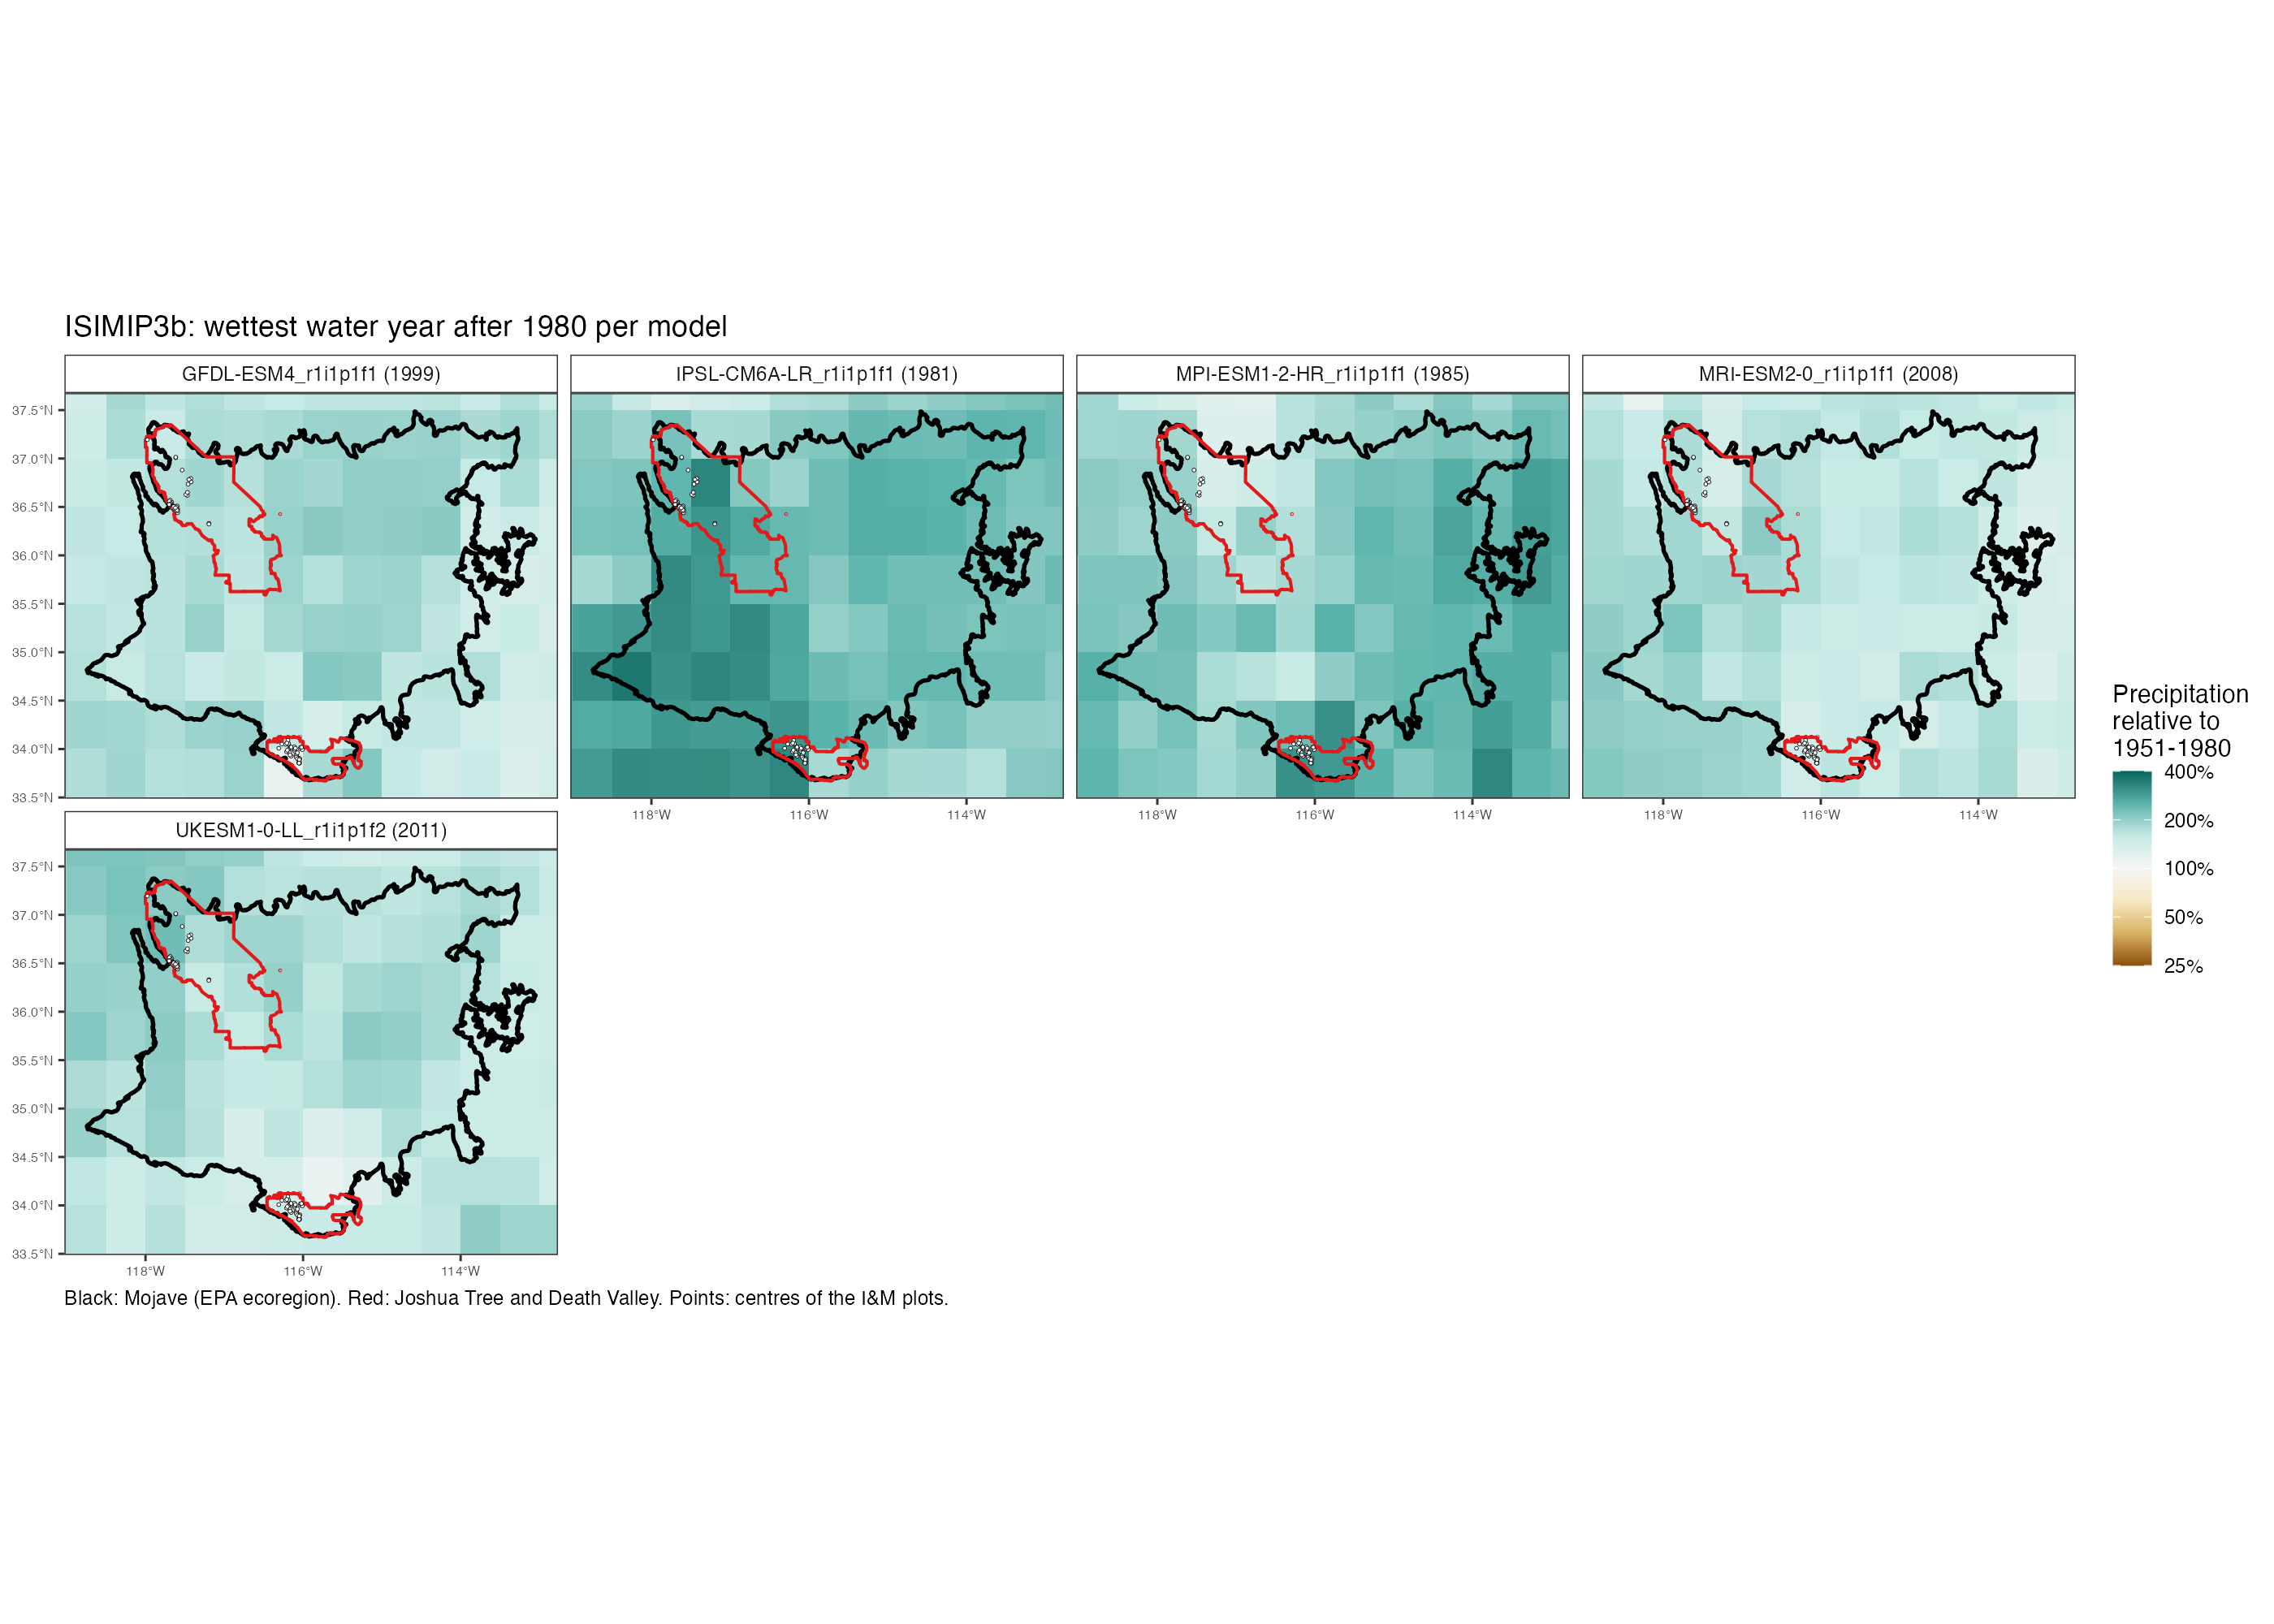 ISIMIP3b: wettest water year after 1980 per model
GFDL-ESM4_r1i1p1f1 (1999)
IPSL-CM6A-LR_r1i1p1f1 (1981)
MPI-ESM1-2-HR_r1i1p1f1 (1985)
MRI-ESM2-0_r1i1p1f1 (2008)
37.5°N
37.0°N
36.5°N
36.0°N
35.5°N
35.0°N
34.5°N
34.0°N
33.5°N
118°W 116°W 114°W
118°W 116°W 114°W
118°W 116°W 114°W
UKESM1-0-LL_r1i1p1f2 (2011)
37.5°N
37.0°N
36.5°N
36.0°N
35.5°N
35.0°N
34.5°N
34.0°N
33.5°N
118°W 116°W 114°W
Precipitation
relative to
1951-1980
400%
200%
100%
50%
25%
Black: Mojave (EPA ecoregion). Red: Joshua Tree and Death Valley. Points: centres of the I&M plots.